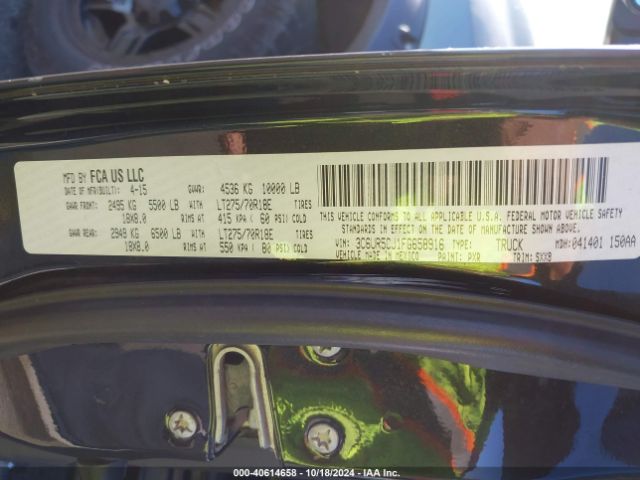 MFD BY FCA US LLC
DATE OF MFR(BUILT): 4-15 GVWR: 4536 KG 10000 LB
GAWR FRONT: 2495 KG 5500 LB WITH LT275/70R18E TIRES
18X8.0 RIMS AT 415 KPA ( 60 PSI) COLD
GAWR REAR: 2948 KG 6500 LB WITH LT275/70R18E TIRES
18X8.0 RIMS AT 550 KPA ( 80 PSI) COLD
THIS VEHICLE CONFORMS TO ALL APPLICABLE U.S.A. FEDERAL MOTOR VEHICLE SAFETY
STANDARDS IN EFFECT ON THE DATE OF MANUFACTURE SHOWN ABOVE.
VIN: 3C6UR5CJ1FG658916 TYPE: TRUCK MDH: 041401 150AA
VEHICLE MADE IN MEXICO PAINT: PXR TRIM: SXX9
000-40614658 - 10/18/2024 - IAA Inc.